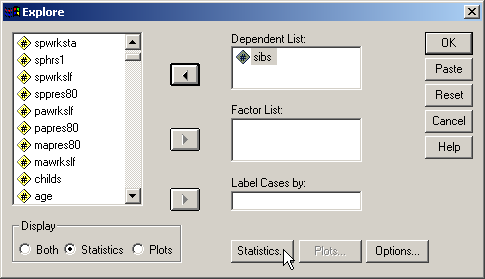 Explore
spwrksta
sphrs1
spwrkslf
sppres80
pawrkslf
papres80
mapres80
mawrkslf
childs
age
Dependent List:
sibs
Factor List:
Label Cases by:
OK
Paste
Reset
Cancel
Help
Display
Both
Statistics
Plots
Statistics...
Plots...
Options...